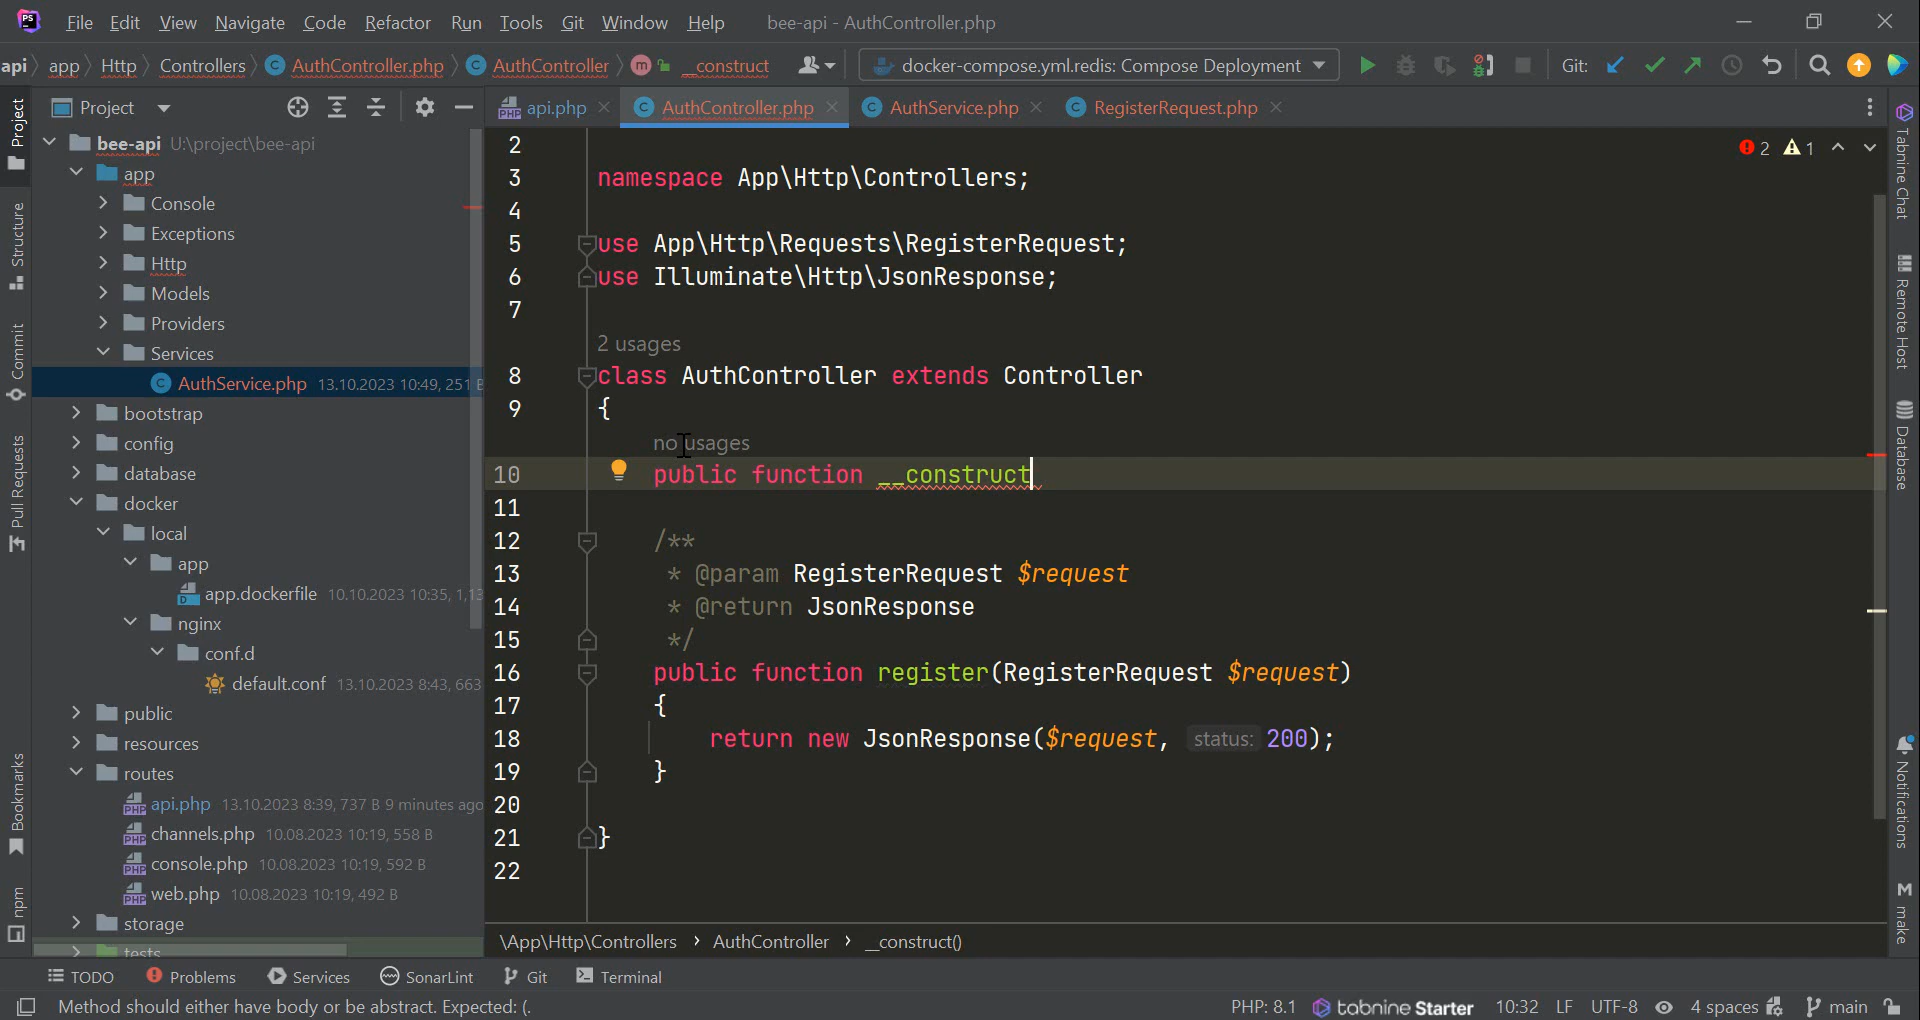 PS File Edit View Navigate Code Refactor Run Tools Git Window Help bee-api - AuthController.php
api app Http Controllers C AuthController.php C AuthController m __construct docker-compose.yml.redis: Compose Deployment Git:
Project
api.php C AuthController.php C AuthService.php C RegisterRequest.php
Project
Structure
Commit
Pull Requests
Bookmarks
npm
bee-api U:\project\bee-api
app
Console
Exceptions
Http
Models
Providers
Services
C AuthService.php 13.10.2023 10:49, 251 B
bootstrap
config
database
docker
local
app
app.dockerfile 10.10.2023 10:35, 1,13
nginx
conf.d
default.conf 13.10.2023 8:43, 663
public
resources
routes
PHP api.php 13.10.2023 8:39, 737 B 9 minutes ago
PHP channels.php 10.08.2023 10:19, 558 B
PHP console.php 10.08.2023 10:19, 592 B
PHP web.php 10.08.2023 10:19, 492 B
storage
tests
2 1
2
3 namespace App\Http\Controllers;
4
5 use App\Http\Requests\RegisterRequest;
6 use Illuminate\Http\JsonResponse;
7
2 usages
8 class AuthController extends Controller
9 {
no usages
10 public function __construct
11
12 /**
13 * @param RegisterRequest $request
14 * @return JsonResponse
15 */
16 public function register(RegisterRequest $request)
17 {
18 return new JsonResponse($request, status: 200);
19 }
20
21 }
22
\App\Http\Controllers › AuthController › __construct()
Tabnine Chat
Remote Host
Database
Notifications
M make
TODO Problems Services SonarLint Git Terminal
Method should either have body or be abstract. Expected: (. PHP: 8.1 tabnine Starter 10:32 LF UTF-8 4 spaces main